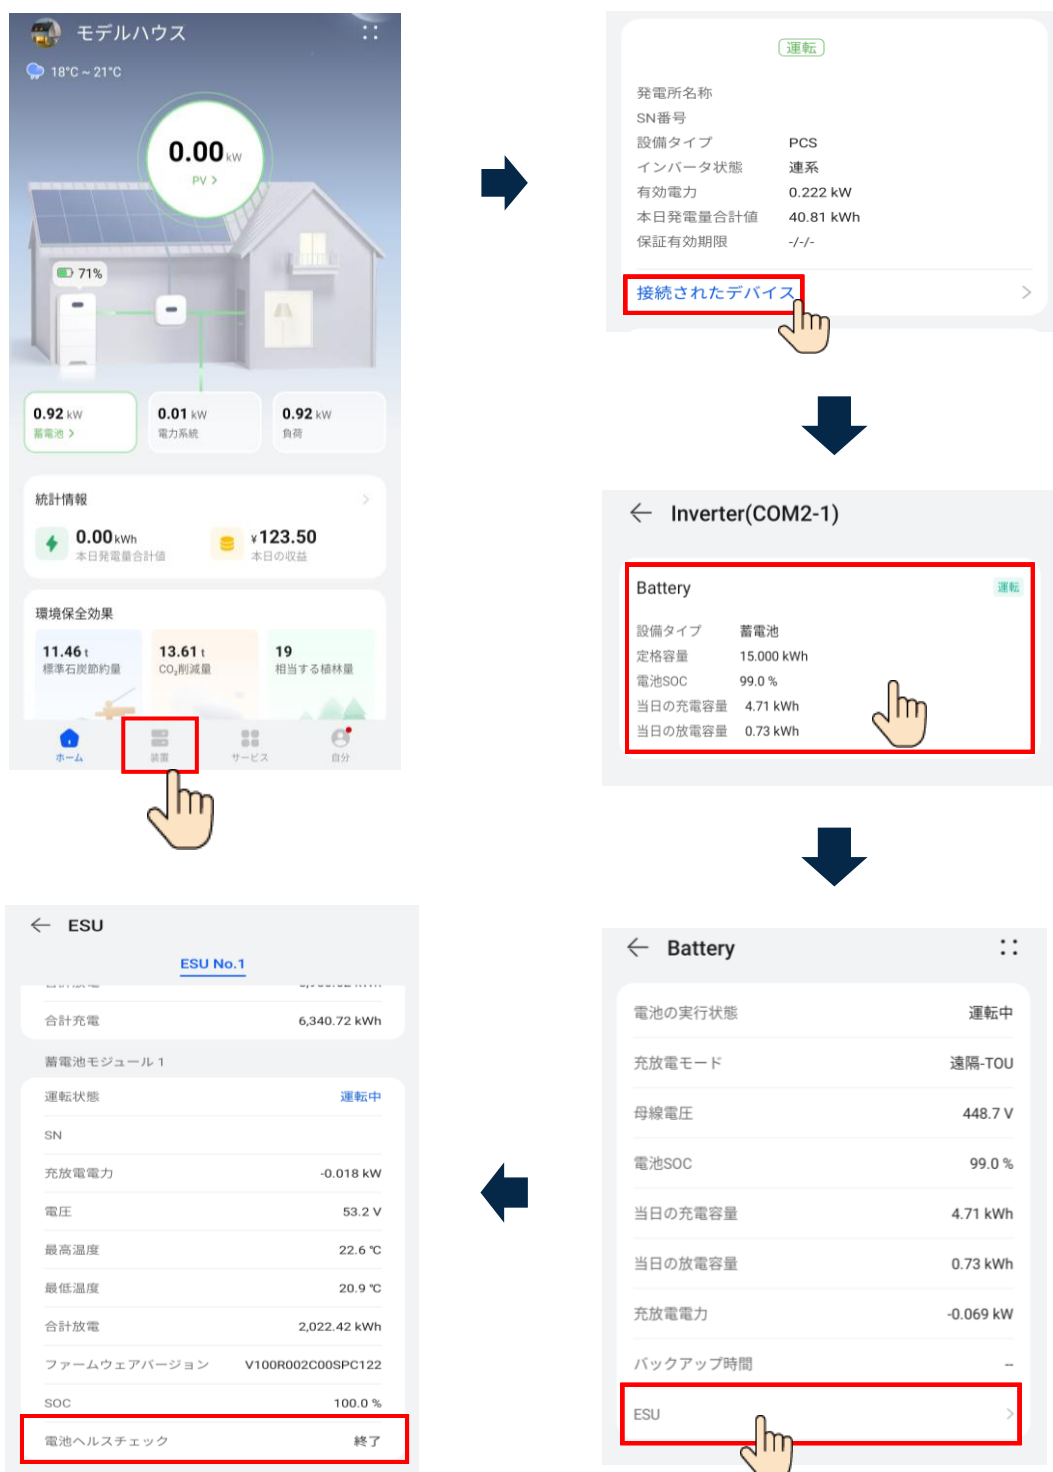 モデルハウス
18°C ~ 21°C
0.00 kW
PV >
71%
0.92 kW
蓄電池 >
0.01 kW
電力系統
0.92 kW
負荷
統計情報
0.00 kWh
本日発電量合計値
¥ 123.50
本日の収益
環境保全効果
11.46 t
標準石炭節約量
13.61 t
CO₂削減量
19
相当する植林量
ホーム
装置
サービス
自分
運転
発電所名称
SN番号
設備タイプ PCS
インバータ状態 連系
有効電力 0.222 kW
本日発電量合計値 40.81 kWh
保証有効期限 -/-/-
接続されたデバイス
Inverter(COM2-1)
Battery 運転
設備タイプ 蓄電池
定格容量 15.000 kWh
電池SOC 99.0 %
当日の充電容量 4.71 kWh
当日の放電容量 0.73 kWh
Battery
電池の実行状態 運転中
充放電モード 遠隔-TOU
母線電圧 448.7 V
電池SOC 99.0 %
当日の充電容量 4.71 kWh
当日の放電容量 0.73 kWh
充放電電力 -0.069 kW
バックアップ時間 --
ESU
ESU
ESU No.1
合計充電 6,340.72 kWh
蓄電池モジュール 1
運転状態 運転中
SN
充放電電力 -0.018 kW
電圧 53.2 V
最高温度 22.6 ℃
最低温度 20.9 ℃
合計放電 2,022.42 kWh
ファームウェアバージョン V100R002C00SPC122
SOC 100.0 %
電池ヘルスチェック 終了